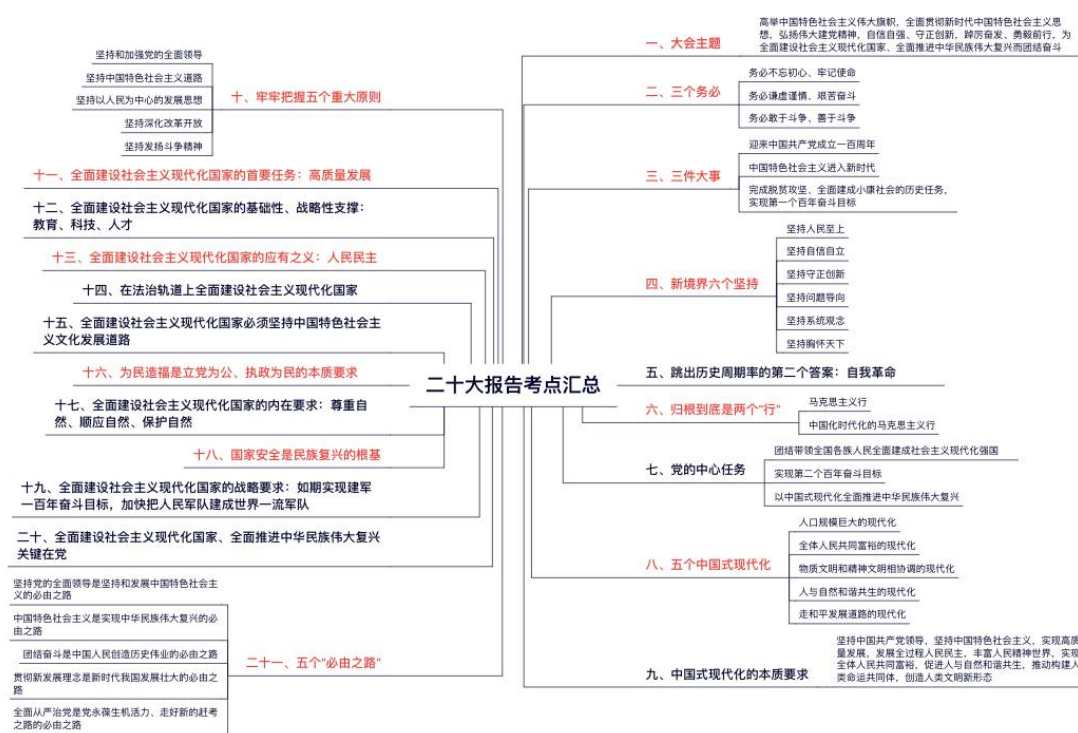 二十大报告考点汇总
一、大会主题
高举中国特色社会主义伟大旗帜，全面贯彻新时代中国特色社会主义思
想，弘扬伟大建党精神，自信自强、守正创新，踔厉奋发、勇毅前行，为
全面建设社会主义现代化国家、全面推进中华民族伟大复兴而团结奋斗
二、三个务必
务必不忘初心、牢记使命
务必谦虚谨慎、艰苦奋斗
务必敢于斗争、善于斗争
三、三件大事
迎来中国共产党成立一百周年
中国特色社会主义进入新时代
完成脱贫攻坚、全面建成小康社会的历史任务，
实现第一个百年奋斗目标
四、新境界六个坚持
坚持人民至上
坚持自信自立
坚持守正创新
坚持问题导向
坚持系统观念
坚持胸怀天下
五、跳出历史周期率的第二个答案：自我革命
六、归根到底是两个"行"
马克思主义行
中国化时代化的马克思主义行
七、党的中心任务
团结带领全国各族人民全面建成社会主义现代化强国
实现第二个百年奋斗目标
以中国式现代化全面推进中华民族伟大复兴
八、五个中国式现代化
人口规模巨大的现代化
全体人民共同富裕的现代化
物质文明和精神文明相协调的现代化
人与自然和谐共生的现代化
走和平发展道路的现代化
九、中国式现代化的本质要求
坚持中国共产党领导，坚持中国特色社会主义，实现高质
量发展，发展全过程人民民主，丰富人民精神世界，实现
全体人民共同富裕，促进人与自然和谐共生，推动构建人
类命运共同体，创造人类文明新形态
十、牢牢把握五个重大原则
坚持和加强党的全面领导
坚持中国特色社会主义道路
坚持以人民为中心的发展思想
坚持深化改革开放
坚持发扬斗争精神
十一、全面建设社会主义现代化国家的首要任务：高质量发展
十二、全面建设社会主义现代化国家的基础性、战略性支撑：
教育、科技、人才
十三、全面建设社会主义现代化国家的应有之义：人民民主
十四、在法治轨道上全面建设社会主义现代化国家
十五、全面建设社会主义现代化国家必须坚持中国特色社会主
义文化发展道路
十六、为民造福是立党为公、执政为民的本质要求
十七、全面建设社会主义现代化国家的内在要求：尊重自
然、顺应自然、保护自然
十八、国家安全是民族复兴的根基
十九、全面建设社会主义现代化国家的战略要求：如期实现建军
一百年奋斗目标，加快把人民军队建成世界一流军队
二十、全面建设社会主义现代化国家、全面推进中华民族伟大复兴
关键在党
二十一、五个"必由之路"
坚持党的全面领导是坚持和发展中国特色社会主
义的必由之路
中国特色社会主义是实现中华民族伟大复兴的必
由之路
团结奋斗是中国人民创造历史伟业的必由之路
贯彻新发展理念是新时代我国发展壮大的必由之
路
全面从严治党是党永葆生机活力、走好新的赶考
之路的必由之路